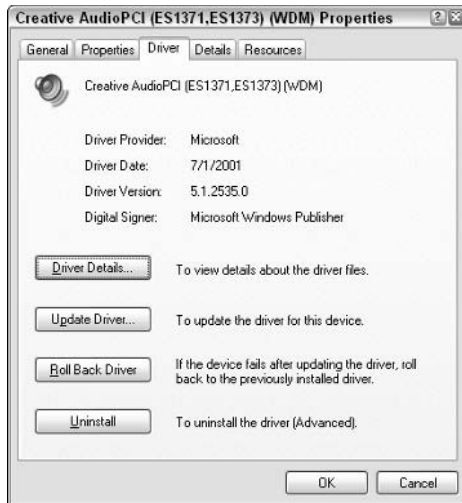 Creative AudioPCI (ES1371,ES1373) (WDM) Properties
General Properties Driver Details Resources
Creative AudioPCI (ES1371,ES1373) (WDM)
Driver Provider: Microsoft
Driver Date: 7/1/2001
Driver Version: 5.1.2535.0
Digital Signer: Microsoft Windows Publisher
Driver Details... To view details about the driver files.
Update Driver... To update the driver for this device.
Roll Back Driver If the device fails after updating the driver, roll
back to the previously installed driver.
Uninstall To uninstall the driver (Advanced).
OK Cancel